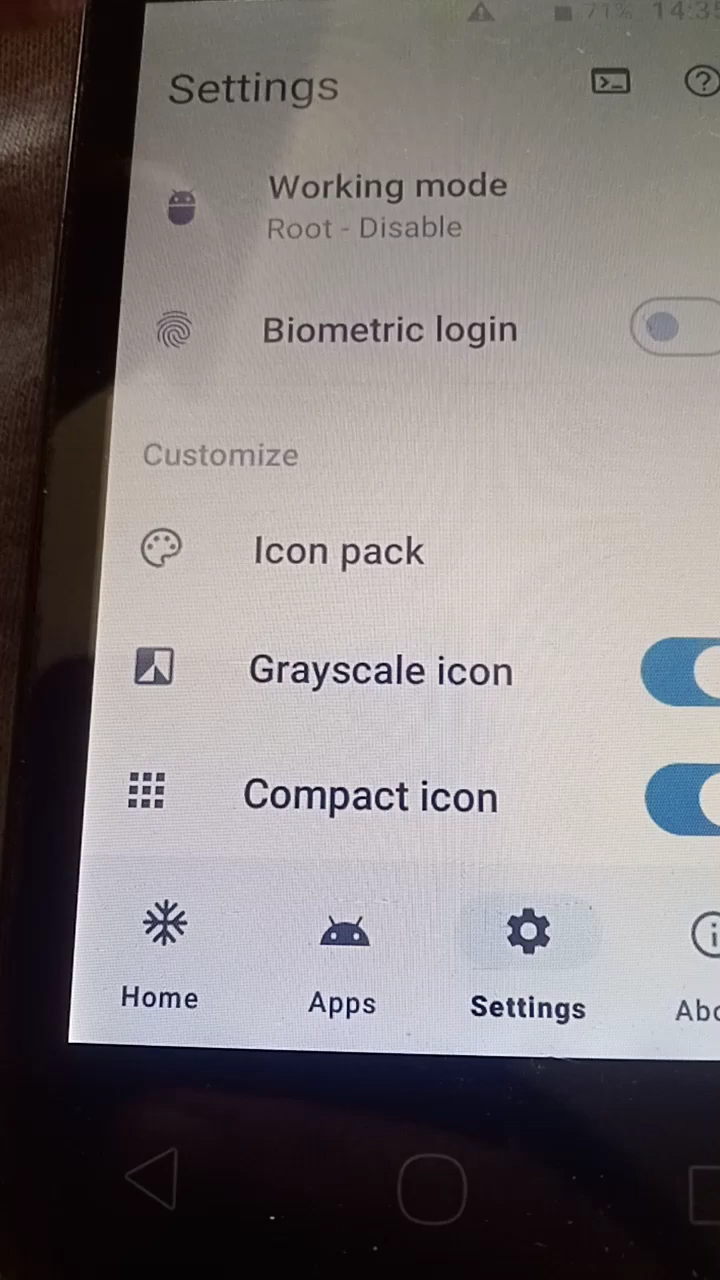 71% 14:35
Settings
Working mode
Root - Disable
Biometric login
Customize
Icon pack
Grayscale icon
Compact icon
Home Apps Settings Abo